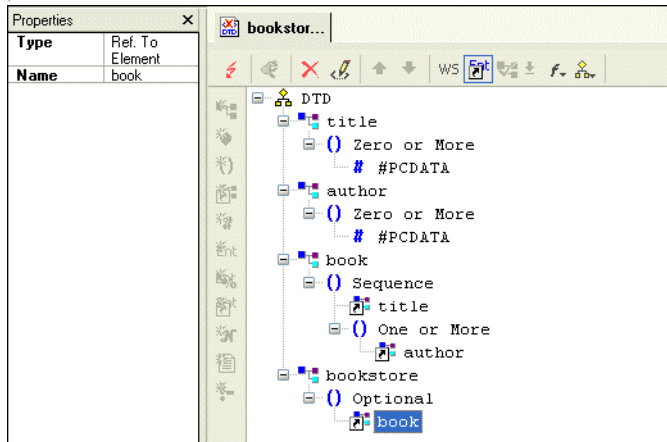 Properties ×
Type Ref. To
Element
Name book
bookstor...
WS Ent f
DTD
title
() Zero or More
# #PCDATA
author
() Zero or More
# #PCDATA
book
() Sequence
title
() One or More
author
bookstore
() Optional
book